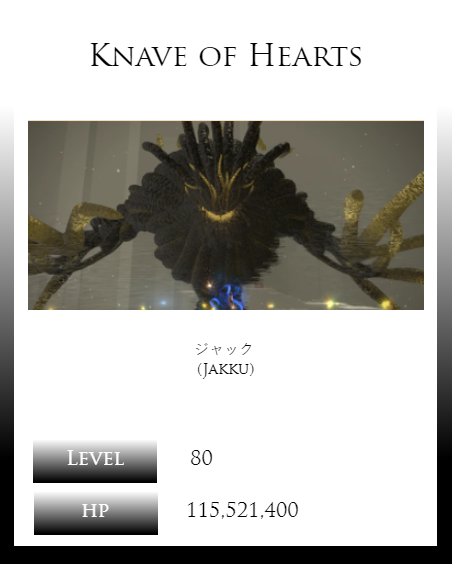 Knave of Hearts
ジャック
(Jakku)
Level
80
HP
115,521,400